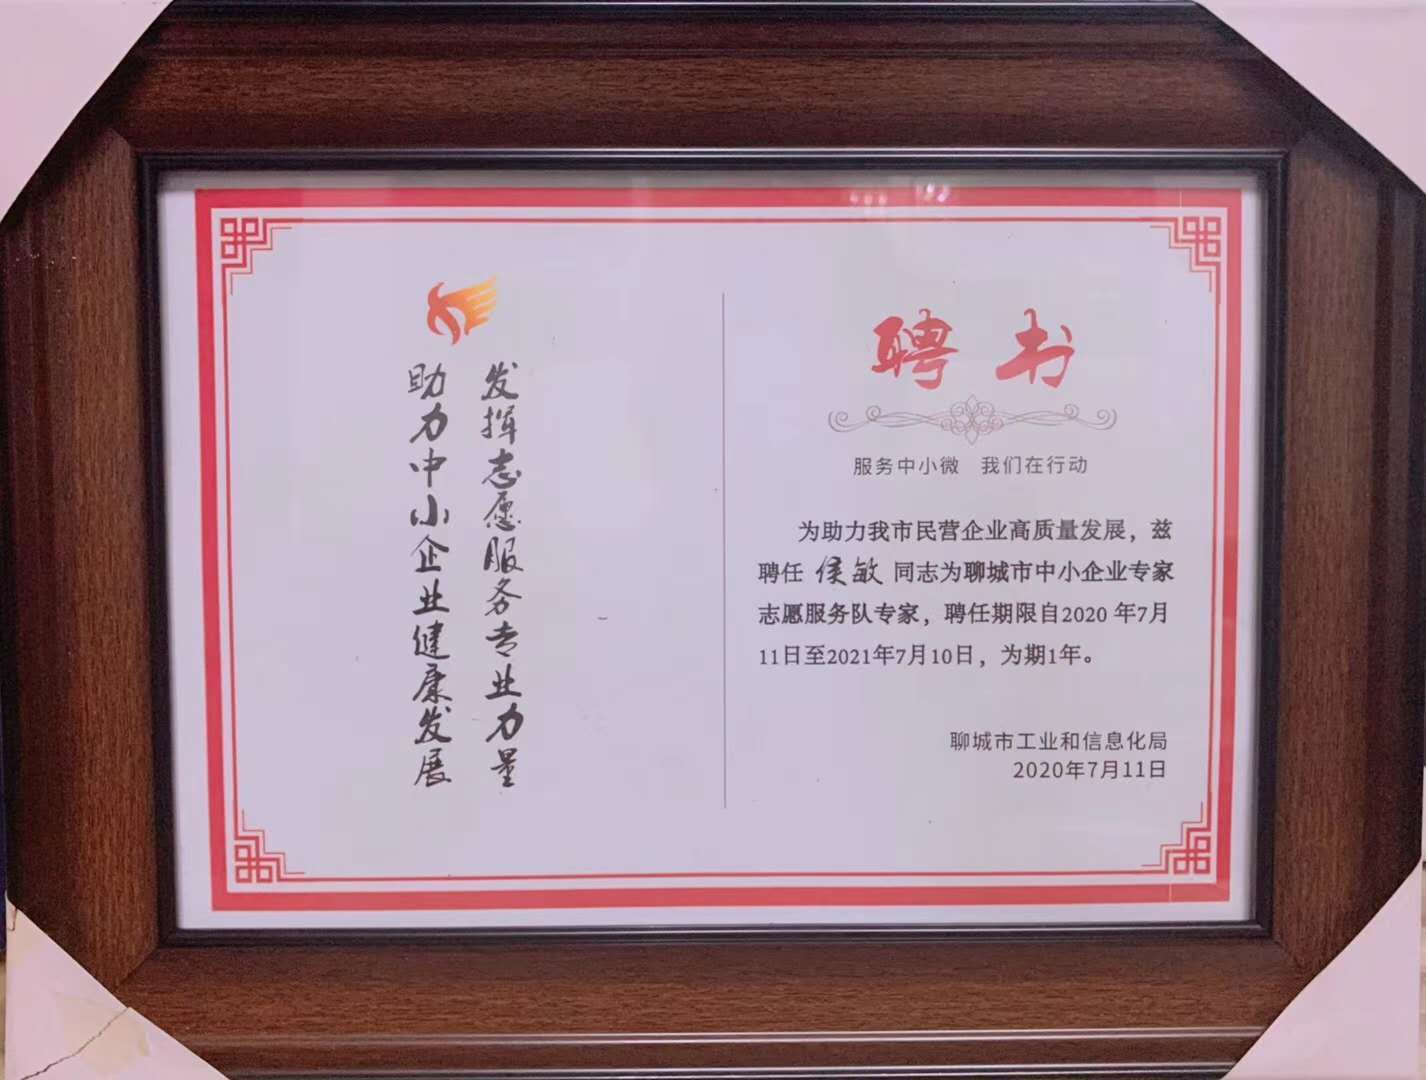 发挥志愿服务专业力量
助力中小企业健康发展
聘书
服务中小微 我们在行动
为助力我市民营企业高质量发展，兹
聘任 侯敏 同志为聊城市中小企业专家
志愿服务队专家，聘任期限自2020 年7月
11日至2021年7月10日，为期1年。
聊城市工业和信息化局
2020年7月11日